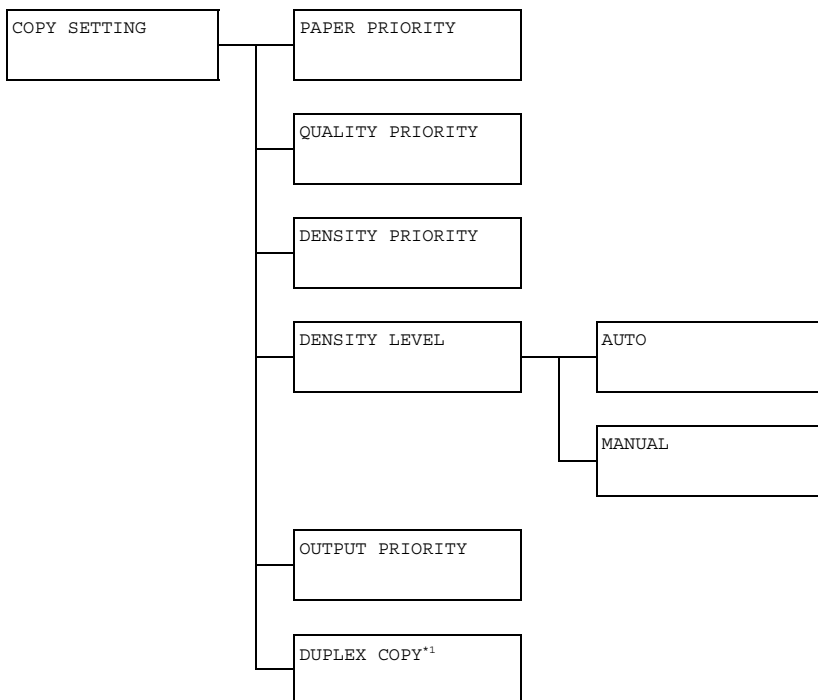 COPY SETTING
PAPER PRIORITY
QUALITY PRIORITY
DENSITY PRIORITY
DENSITY LEVEL
AUTO
MANUAL
OUTPUT PRIORITY
DUPLEX COPY*1